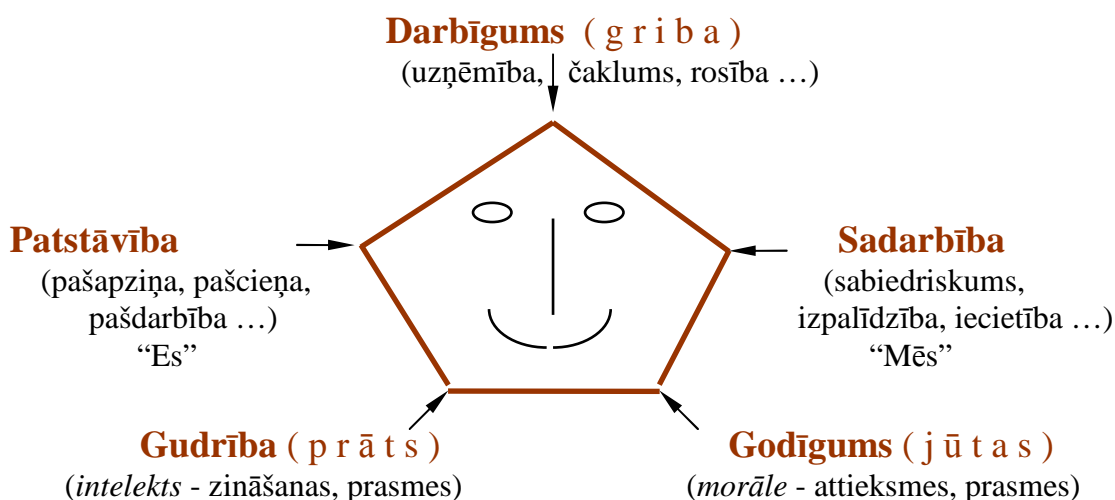 Darbīgums ( g r i b a )
(uzņēmība, čaklums, rosība …)
Patstāvība
(pašapziņa, pašcieņa,
pašdarbība …)
“Es”
Sadarbība
(sabiedriskums,
izpalīdzība, iecietība …)
“Mēs”
Gudrība ( p r ā t s )
(intelekts - zināšanas, prasmes)
Godīgums ( j ū t a s )
(morāle - attieksmes, prasmes)